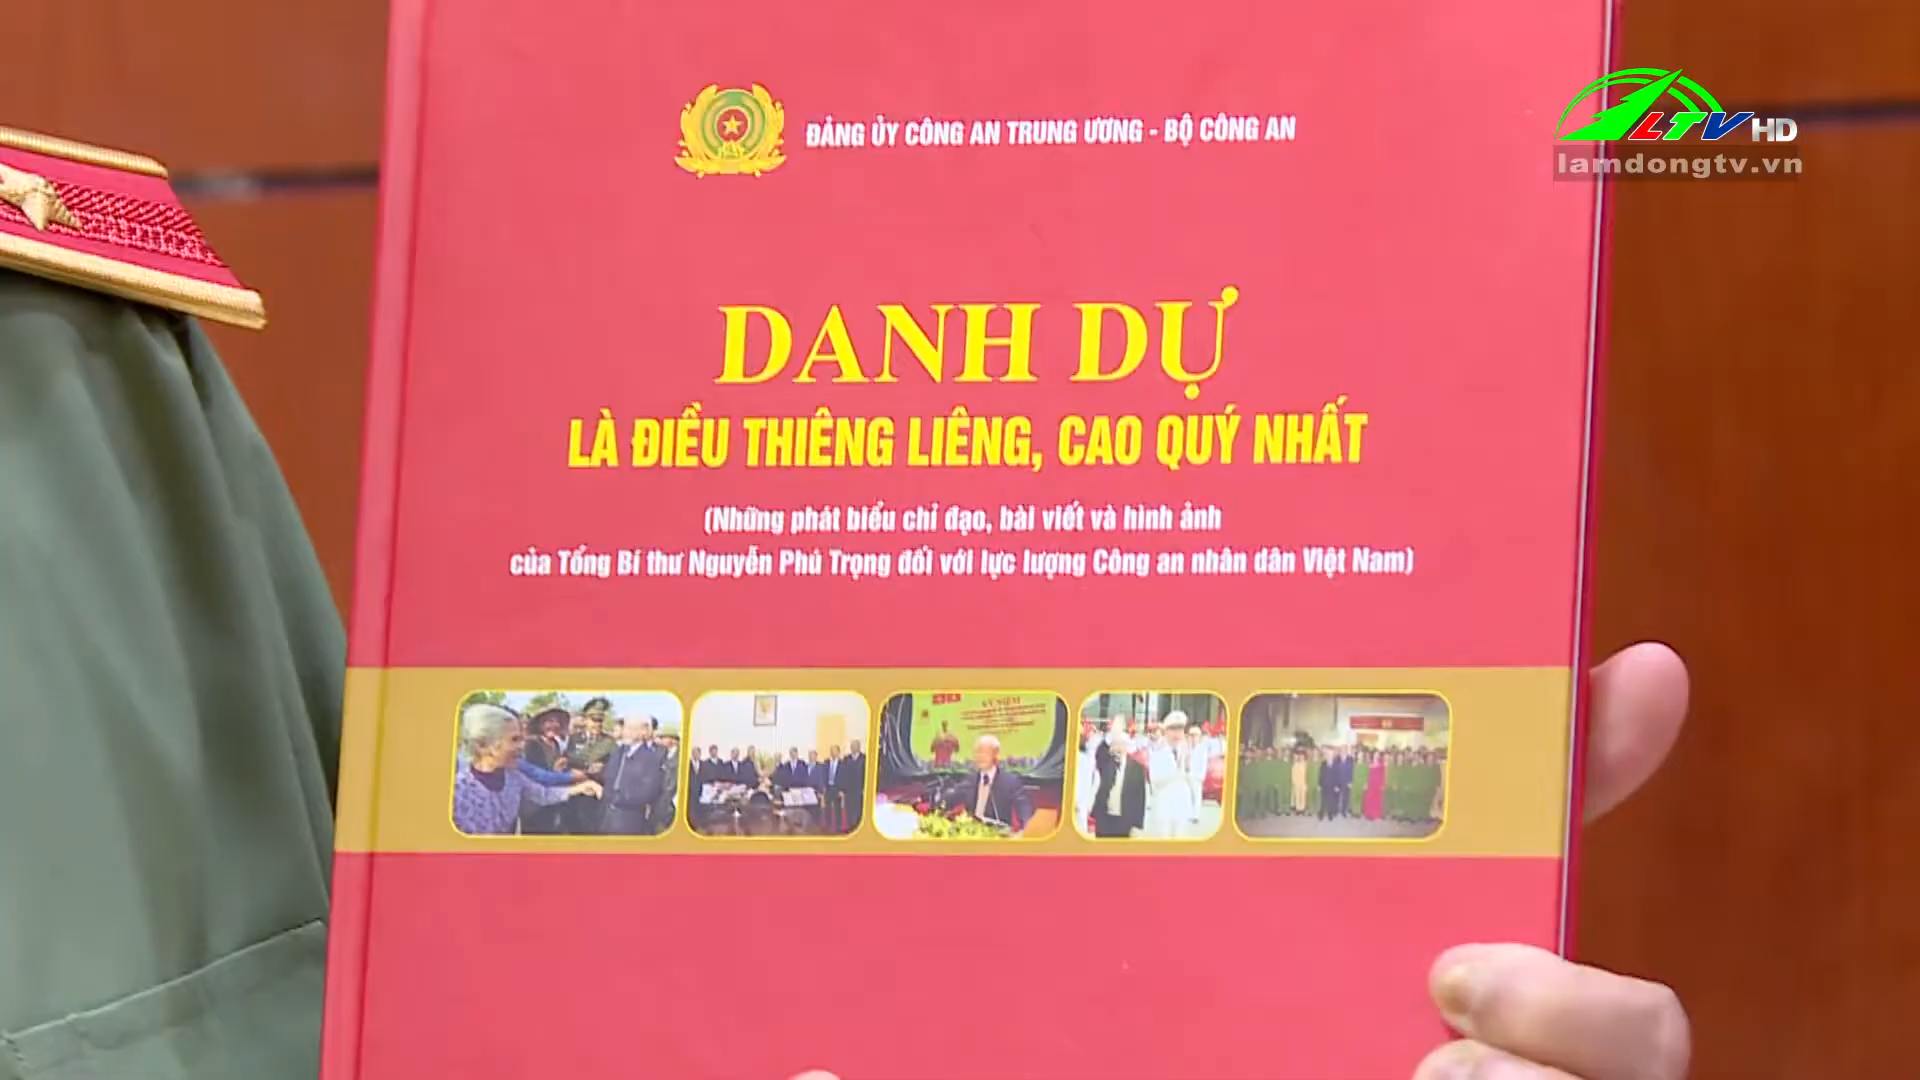 ĐẢNG ỦY CÔNG AN TRUNG ƯƠNG - BỘ CÔNG AN
LTV HD
lamdongtv.vn
DANH DỰ
LÀ ĐIỀU THIÊNG LIÊNG, CAO QUÝ NHẤT
(Những phát biểu chỉ đạo, bài viết và hình ảnh
của Tổng Bí thư Nguyễn Phú Trọng đối với lực lượng Công an nhân dân Việt Nam)
KỶ NIỆM